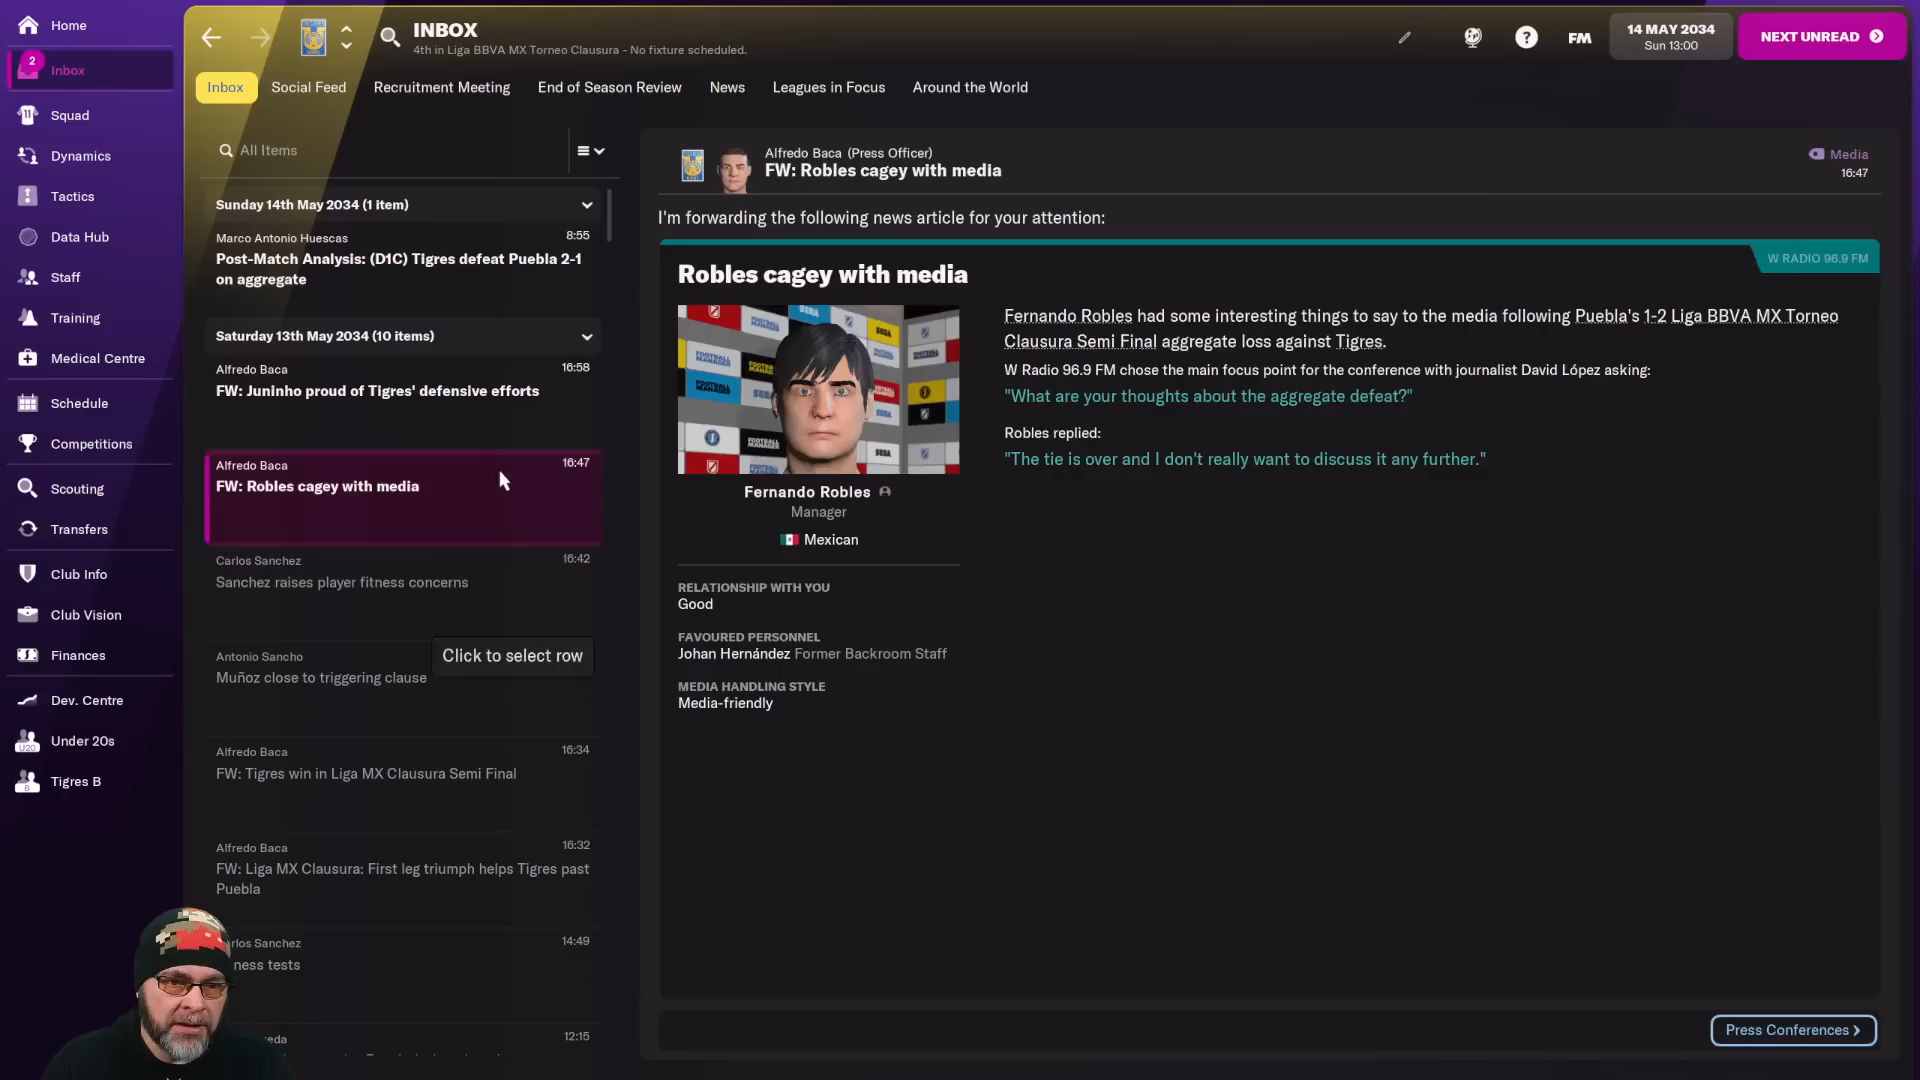 Home
2
Inbox
Squad
Dynamics
Tactics
Data Hub
Staff
Training
Medical Centre
Schedule
Competitions
Scouting
Transfers
Club Info
Club Vision
Finances
Dev. Centre
U20
Under 20s
B
Tigres B
INBOX
4th in Liga BBVA MX Torneo Clausura - No fixture scheduled.
?
FM
14 MAY 2034
Sun 13:00
NEXT UNREAD
Inbox
Social Feed
Recruitment Meeting
End of Season Review
News
Leagues in Focus
Around the World
All Items
Sunday 14th May 2034 (1 item)
Marco Antonio Huescas
8:55
Post-Match Analysis: (D1C) Tigres defeat Puebla 2-1
on aggregate
Saturday 13th May 2034 (10 items)
Alfredo Baca
16:58
FW: Juninho proud of Tigres' defensive efforts
Alfredo Baca
16:47
FW: Robles cagey with media
Carlos Sanchez
16:42
Sanchez raises player fitness concerns
Antonio Sancho
Muñoz close to triggering clause
Click to select row
Alfredo Baca
16:34
FW: Tigres win in Liga MX Clausura Semi Final
Alfredo Baca
16:32
FW: Liga MX Clausura: First leg triumph helps Tigres past
Puebla
arlos Sanchez
14:49
ness tests
eda
12:15
Alfredo Baca (Press Officer)
FW: Robles cagey with media
Media
16:47
I'm forwarding the following news article for your attention:
W RADIO 96.9 FM
Robles cagey with media
Fernando Robles had some interesting things to say to the media following Puebla's 1-2 Liga BBVA MX Torneo
Clausura Semi Final aggregate loss against Tigres.
W Radio 96.9 FM chose the main focus point for the conference with journalist David López asking:
"What are your thoughts about the aggregate defeat?"
Robles replied:
"The tie is over and I don't really want to discuss it any further."
Fernando Robles
Manager
Mexican
RELATIONSHIP WITH YOU
Good
FAVOURED PERSONNEL
Johan Hernández Former Backroom Staff
MEDIA HANDLING STYLE
Media-friendly
Press Conferences